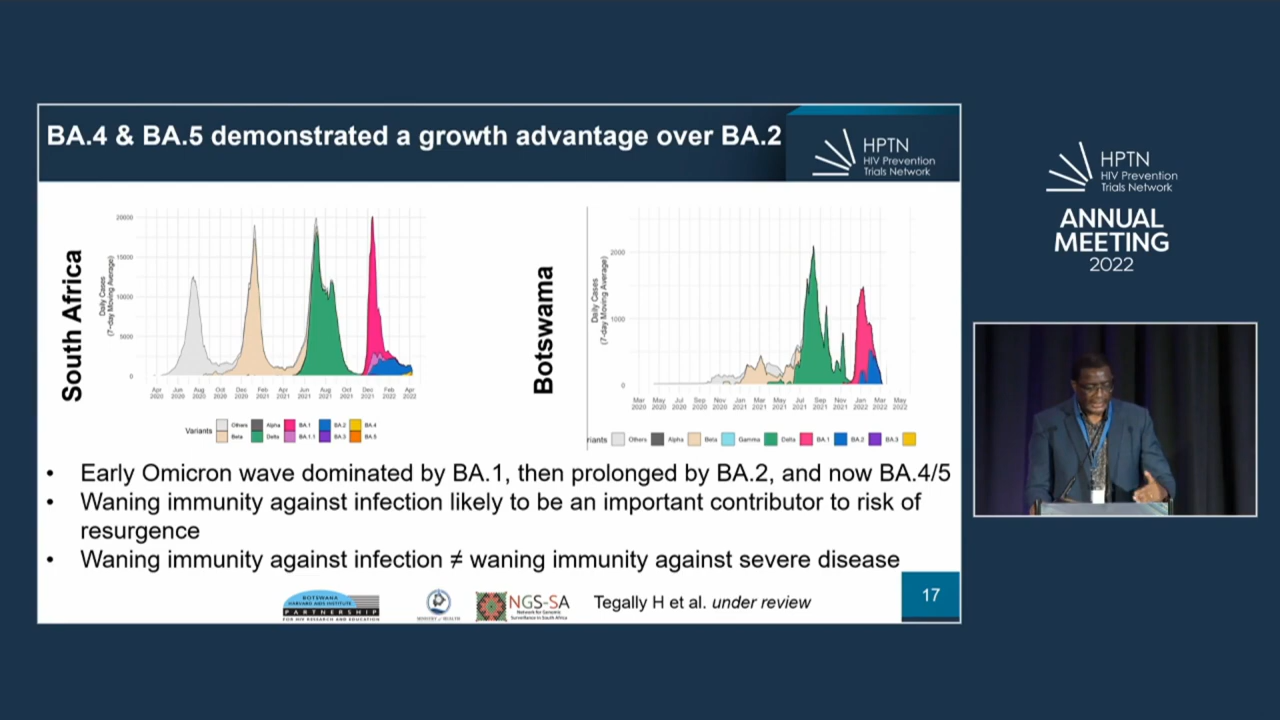 BA.4 & BA.5 demonstrated a growth advantage over BA.2
HPTN
HIV Prevention
Trials Network
South Africa
Daily Cases
(7-day Moving Average)
20000
15000
10000
5000
0
Apr 2020
Jun 2020
Aug 2020
Oct 2020
Dec 2020
Feb 2021
Apr 2021
Jun 2021
Aug 2021
Oct 2021
Dec 2021
Feb 2022
Apr 2022
Variants
Others
Alpha
BA.1
BA.2
BA.4
Beta
Delta
BA.1.1
BA.3
BA.5
Botswama
Daily Cases
(7-day Moving Average)
2000
1000
0
Mar 2020
May 2020
Jul 2020
Sep 2020
Nov 2020
Jan 2021
Mar 2021
May 2021
Jul 2021
Sep 2021
Nov 2021
Jan 2022
Mar 2022
May 2022
riants
Others
Alpha
Beta
Gamma
Delta
BA.1
BA.2
BA.3
• Early Omicron wave dominated by BA.1, then prolonged by BA.2, and now BA.4/5
• Waning immunity against infection likely to be an important contributor to risk of
resurgence
• Waning immunity against infection ≠ waning immunity against severe disease
BOTSWANA
HARVARD AIDS INSTITUTE
PARTNERSHIP
FOR HIV RESEARCH AND EDUCATION
MINISTRY of HEALTH
NGS-SA
Network for Genomic
Surveillance in South Africa
Tegally H et al. under review
17
HPTN
HIV Prevention
Trials Network
ANNUAL
MEETING
2022